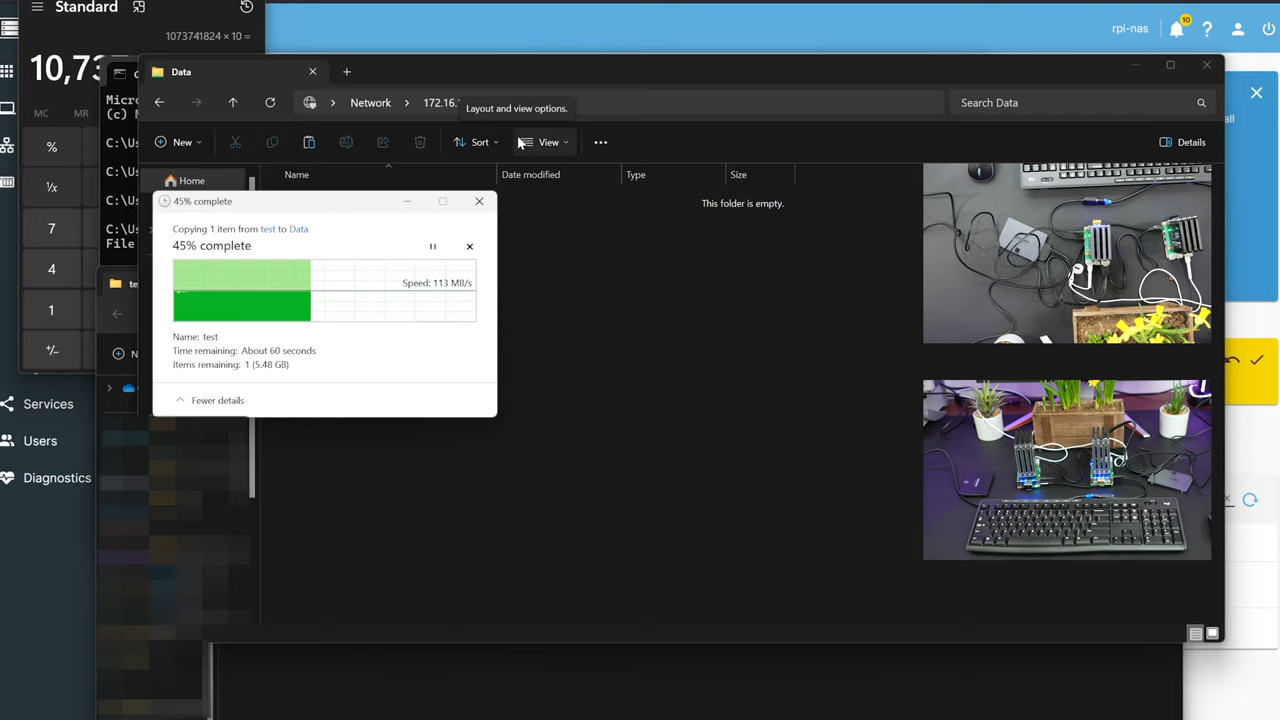 Standard
1073741824 × 10 =
10,73
MC MR
%
¹/x
7
4
1
+/-
rpi-nas
10
Data
Network
172.16.
Layout and view options.
Search Data
New
Sort
View
Details
Home
Name
Date modified
Type
Size
This folder is empty.
Micro
(c) M
C:\Us
C:\Us
C:\Us
C:\Us
File
45% complete
Copying 1 item from test to Data
45% complete
Speed: 113 MB/s
Name: test
Time remaining: About 60 seconds
Items remaining: 1 (5.48 GB)
Fewer details
Services
Users
Diagnostics